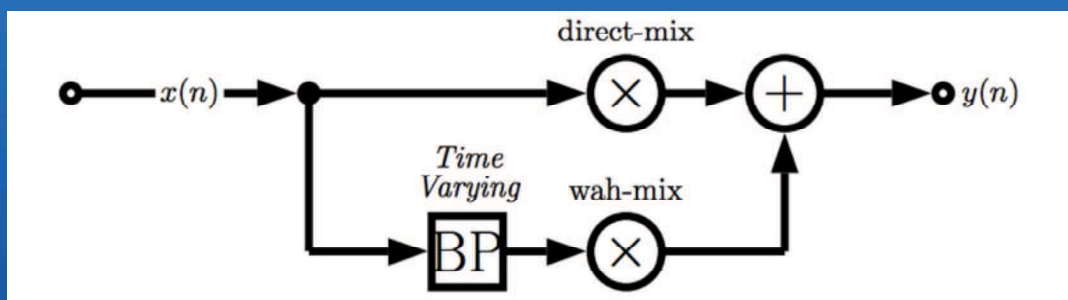 direct-mix
x(n)
×
+
y(n)
Time
Varying
wah-mix
BP
×